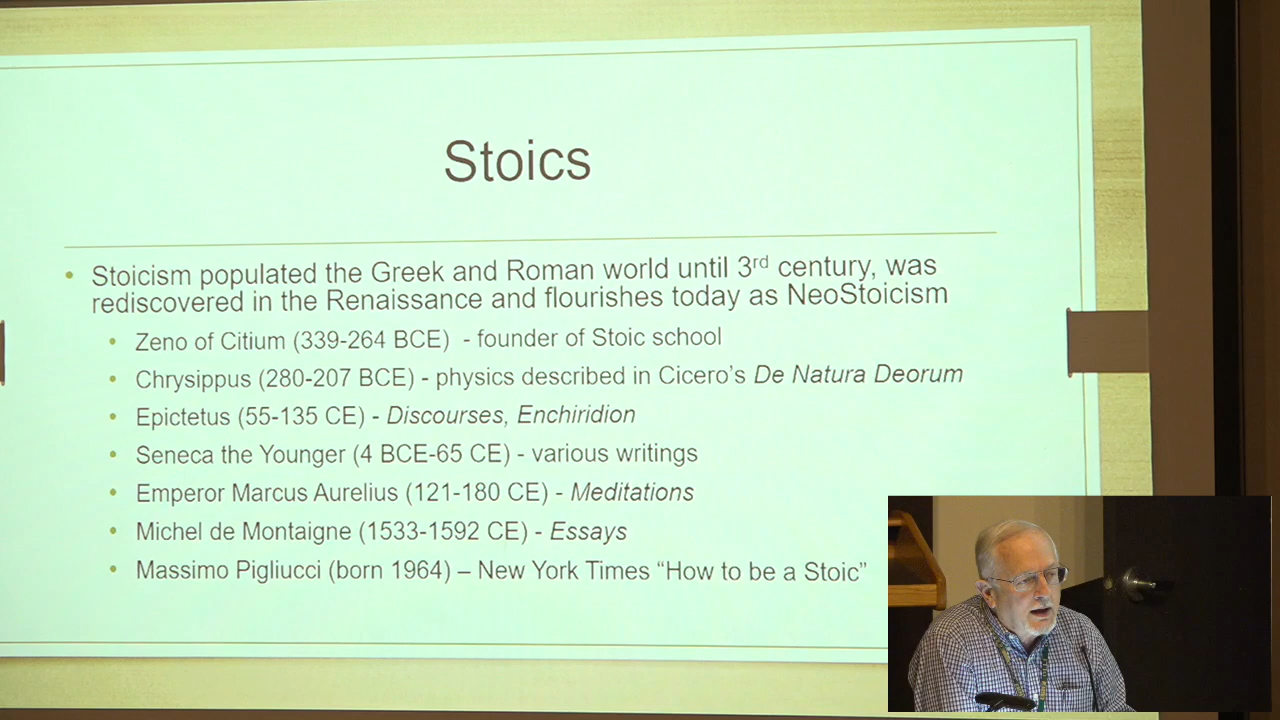 Stoics
Stoicism populated the Greek and Roman world until 3rd century, was
rediscovered in the Renaissance and flourishes today as NeoStoicism
Zeno of Citium (339-264 BCE) - founder of Stoic school
Chrysippus (280-207 BCE) - physics described in Cicero's De Natura Deorum
Epictetus (55-135 CE) - Discourses, Enchiridion
Seneca the Younger (4 BCE-65 CE) - various writings
Emperor Marcus Aurelius (121-180 CE) - Meditations
Michel de Montaigne (1533-1592 CE) - Essays
Massimo Pigliucci (born 1964) – New York Times “How to be a Stoic”